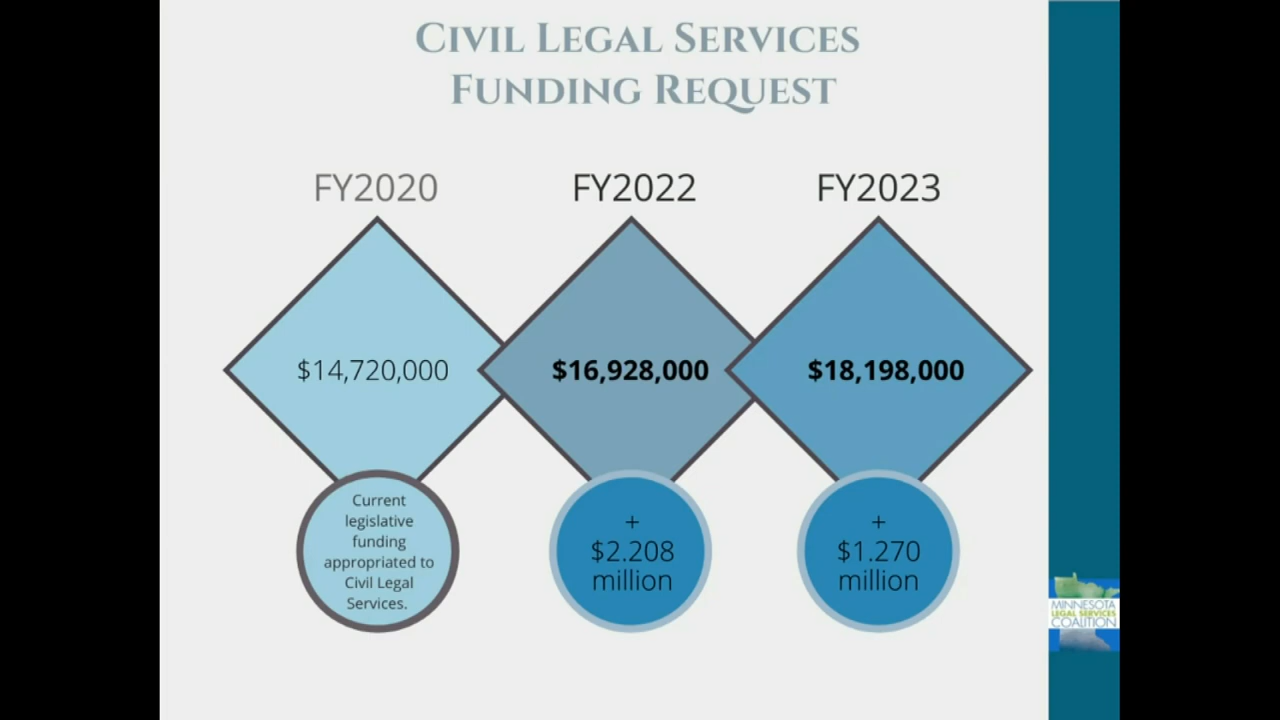 CIVIL LEGAL SERVICES
FUNDING REQUEST
FY2020
FY2022
FY2023
$14,720,000
$16,928,000
$18,198,000
Current
legislative
funding
appropriated to
Civil Legal
Services.
+
$2.208
million
+
$1.270
million
MINNESOTA
LEGAL SERVICES
COALITION